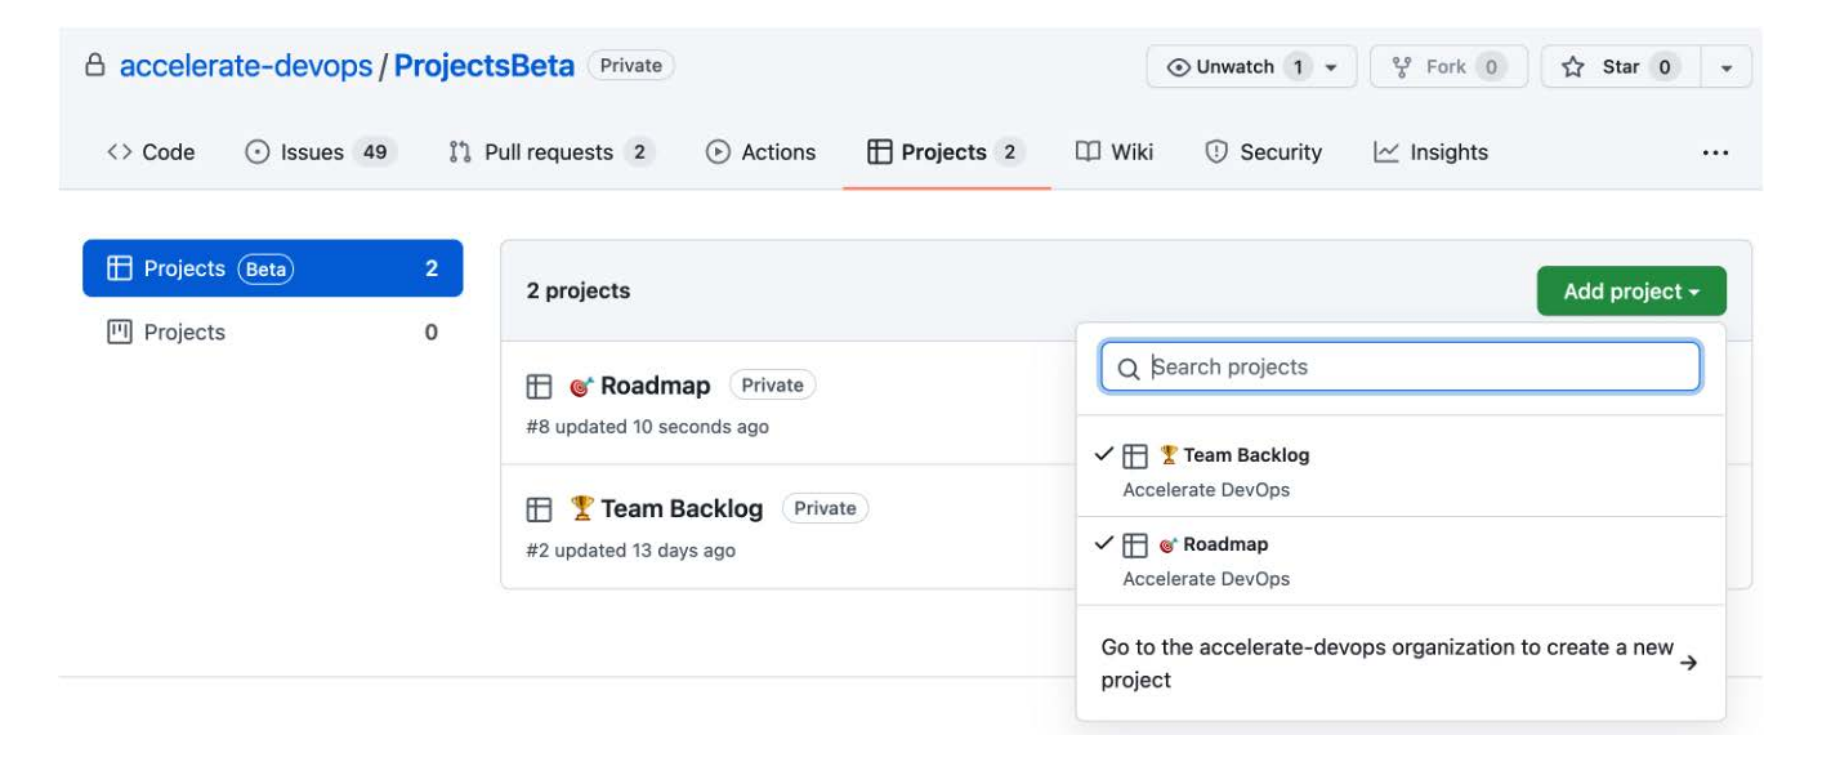 accelerate-devops / ProjectsBeta Private
Unwatch 1 Fork 0 Star 0
Code Issues 49 Pull requests 2 Actions Projects 2 Wiki Security Insights ...
Projects Beta 2
Projects 0
2 projects
Add project
Roadmap Private
#8 updated 10 seconds ago
Team Backlog Private
#2 updated 13 days ago
Search projects
Team Backlog
Accelerate DevOps
Roadmap
Accelerate DevOps
Go to the accelerate-devops organization to create a new
project